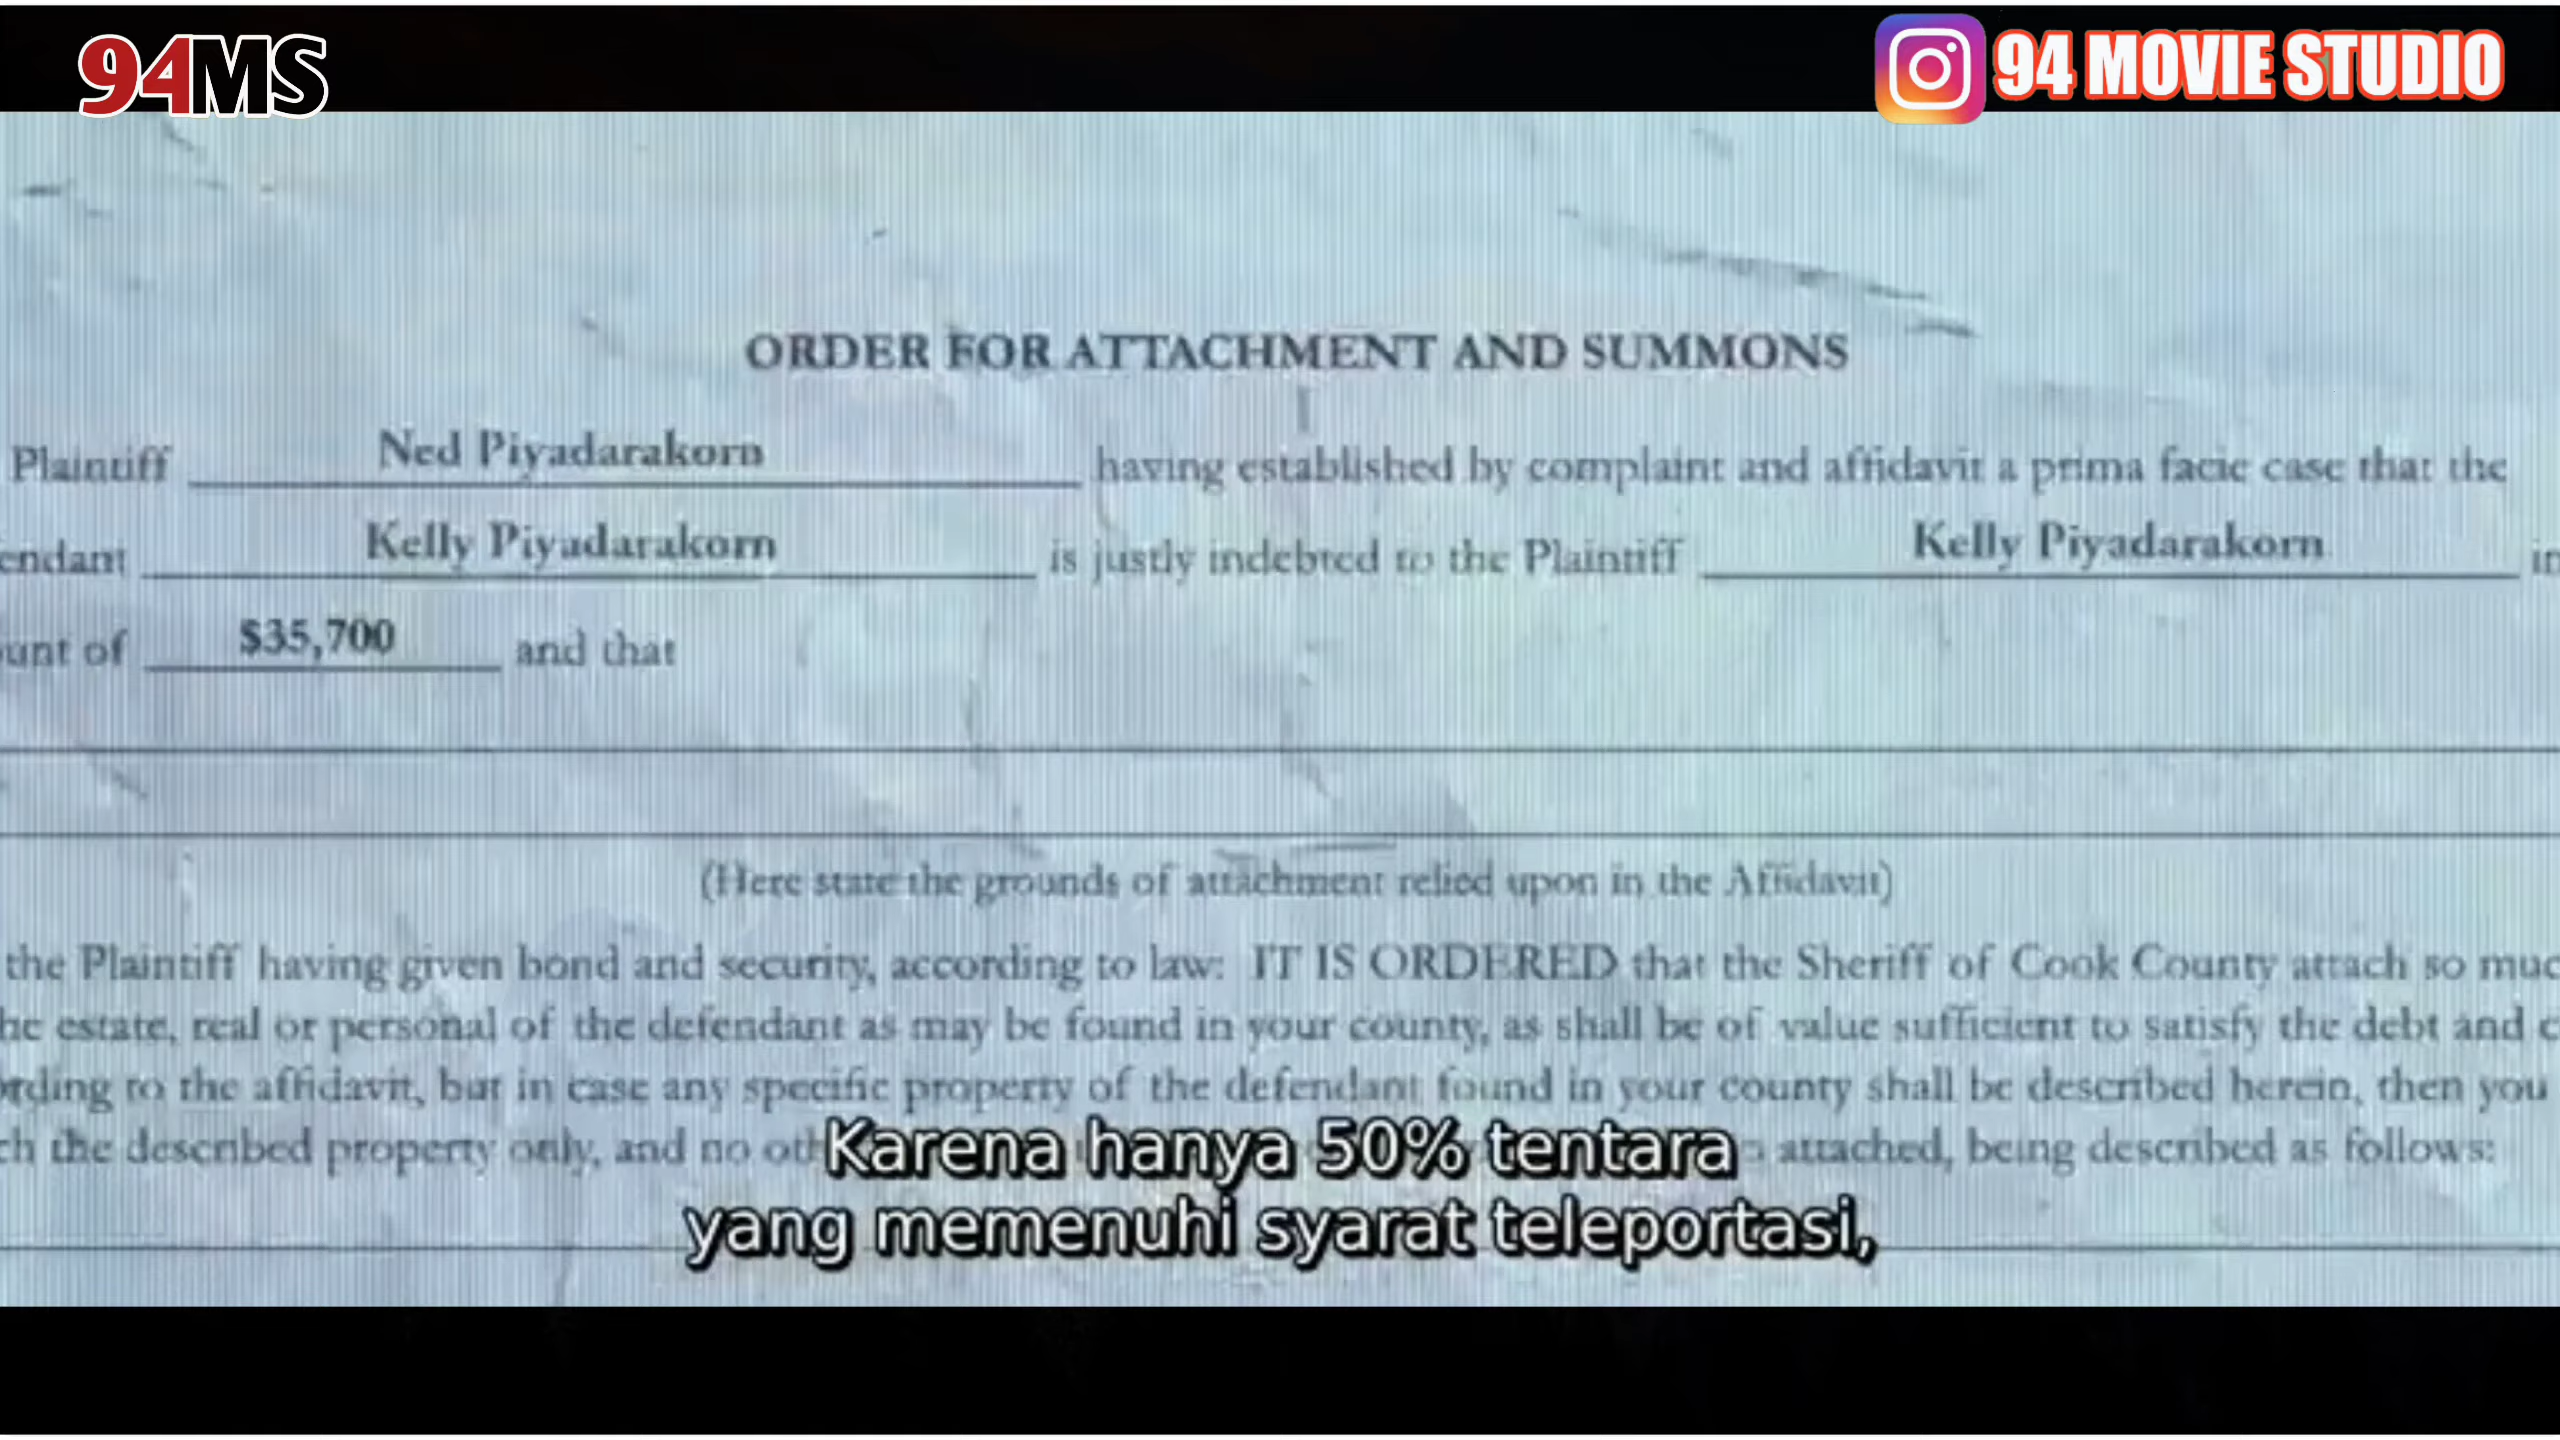 94MS
94 MOVIE STUDIO
ORDER FOR ATTACHMENT AND SUMMONS
Plaintiff Ned Piyadarakorn having established by complaint and affidavit a prima facie case that the
endant Kelly Piyadarakorn is justly indebted to the Plaintiff Kelly Piyadarakorn in
unt of $35,700 and that
(Here state the grounds of attachment relied upon in the Affidavit)
the Plaintiff having given bond and security, according to law: IT IS ORDERED that the Sheriff of Cook County attach so muc
he estate, real or personal of the defendant as may be found in your county, as shall be of value sufficient to satisfy the debt and c
ording to the affidavit, but in case any specific property of the defendant found in your county shall be described herein, then you
ch the described property only, and no oth attached, being described as follows:
Karena hanya 50% tentara
yang memenuhi syarat teleportasi,